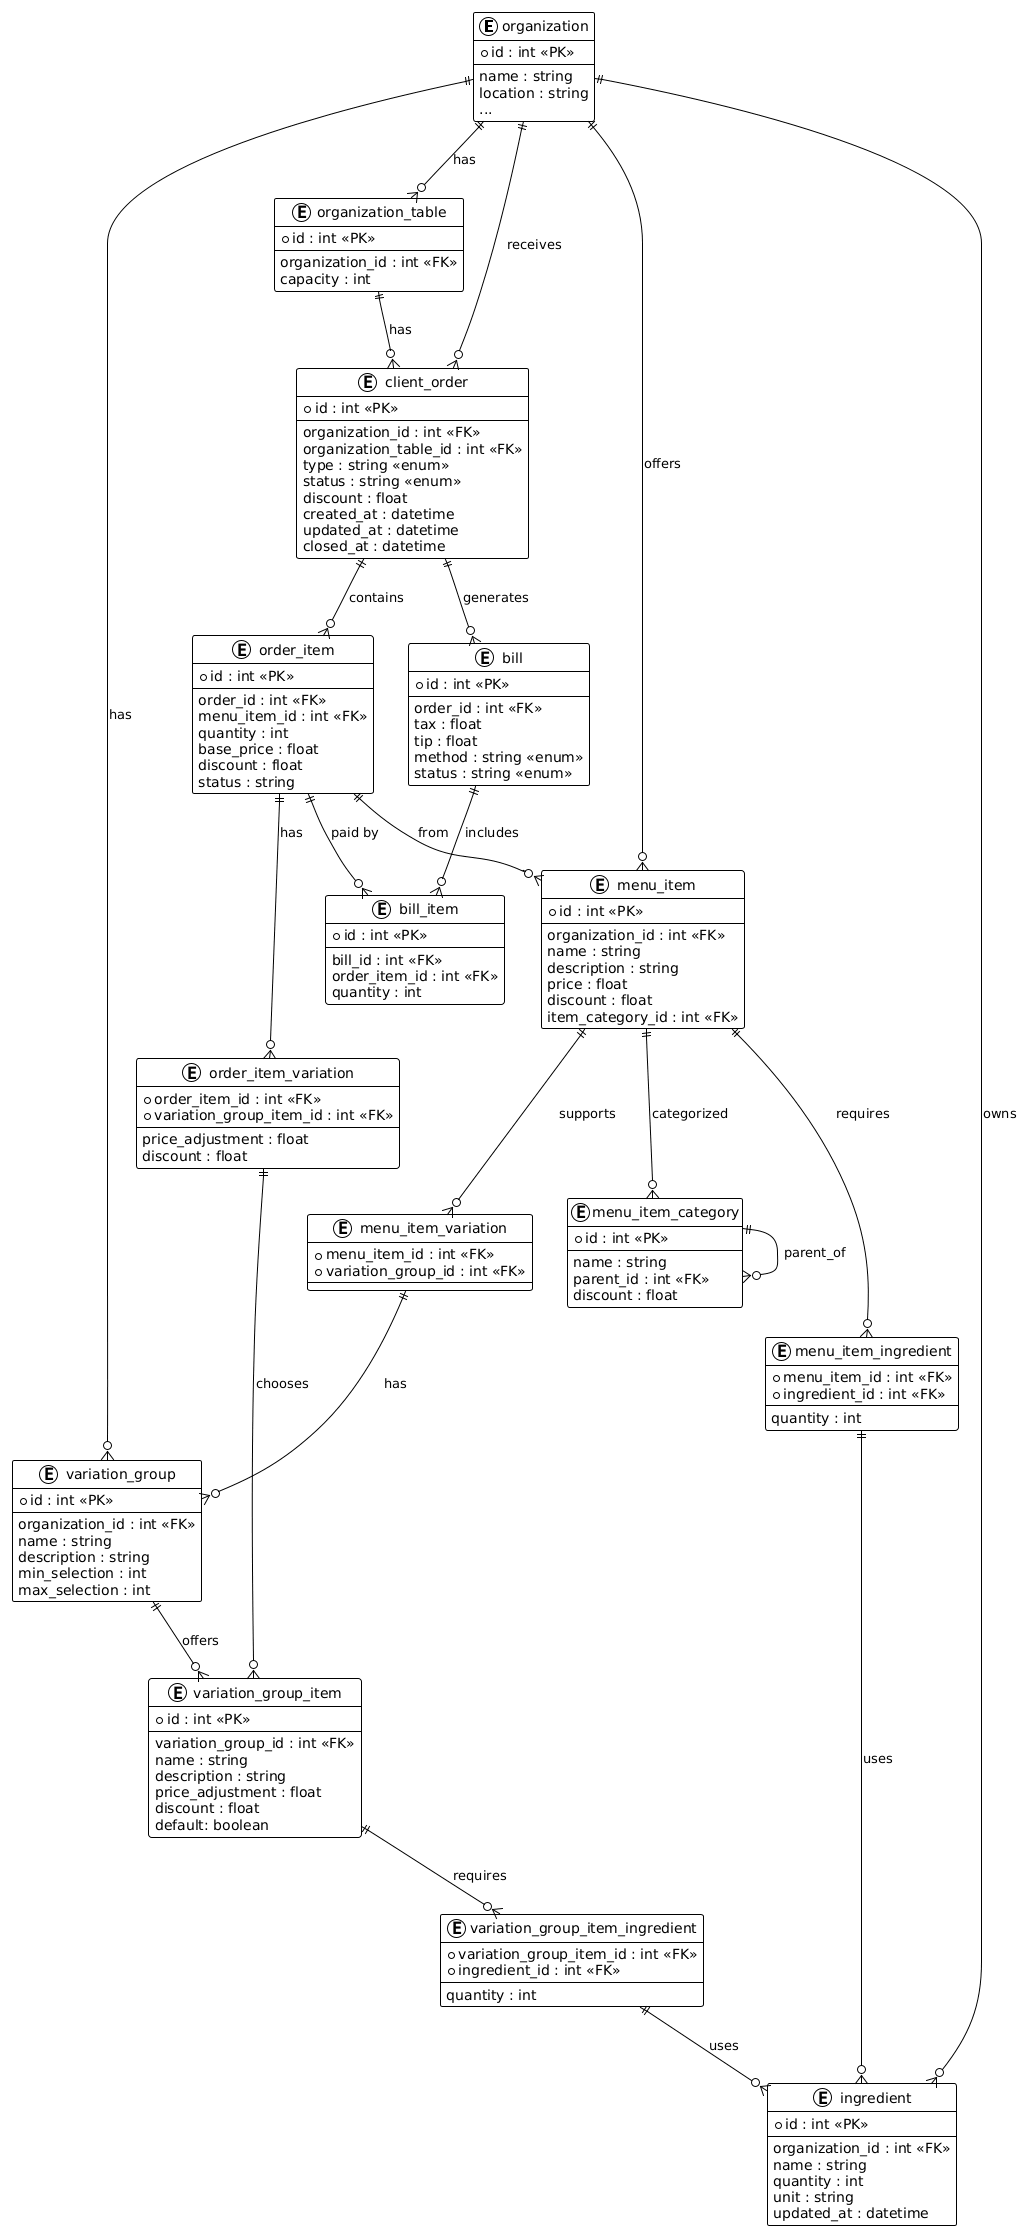 E organization
id : int «PK»
name : string
location : string
...
has
receives
E organization_table
id : int «PK»
organization_id : int «FK»
capacity : int
has
offers
E client_order
id : int «PK»
organization_id : int «FK»
organization_table_id : int «FK»
type : string «enum»
status : string «enum»
discount : float
created_at : datetime
updated_at : datetime
closed_at : datetime
contains
generates
E order_item
id : int «PK»
order_id : int «FK»
menu_item_id : int «FK»
quantity : int
base_price : float
discount : float
status : string
E bill
id : int «PK»
order_id : int «FK»
tax : float
tip : float
method : string «enum»
status : string «enum»
has
has
paid by
from
includes
E bill_item
id : int «PK»
bill_id : int «FK»
order_item_id : int «FK»
quantity : int
E menu_item
id : int «PK»
organization_id : int «FK»
name : string
description : string
price : float
discount : float
item_category_id : int «FK»
E order_item_variation
order_item_id : int «FK»
variation_group_item_id : int «FK»
price_adjustment : float
discount : float
supports
categorized
requires
owns
E menu_item_variation
menu_item_id : int «FK»
variation_group_id : int «FK»
E menu_item_category
id : int «PK»
name : string
parent_id : int «FK»
discount : float
parent_of
E menu_item_ingredient
menu_item_id : int «FK»
ingredient_id : int «FK»
quantity : int
chooses
has
E variation_group
id : int «PK»
organization_id : int «FK»
name : string
description : string
min_selection : int
max_selection : int
offers
E variation_group_item
id : int «PK»
variation_group_id : int «FK»
name : string
description : string
price_adjustment : float
discount : float
default: boolean
uses
requires
E variation_group_item_ingredient
variation_group_item_id : int «FK»
ingredient_id : int «FK»
quantity : int
uses
E ingredient
id : int «PK»
organization_id : int «FK»
name : string
quantity : int
unit : string
updated_at : datetime